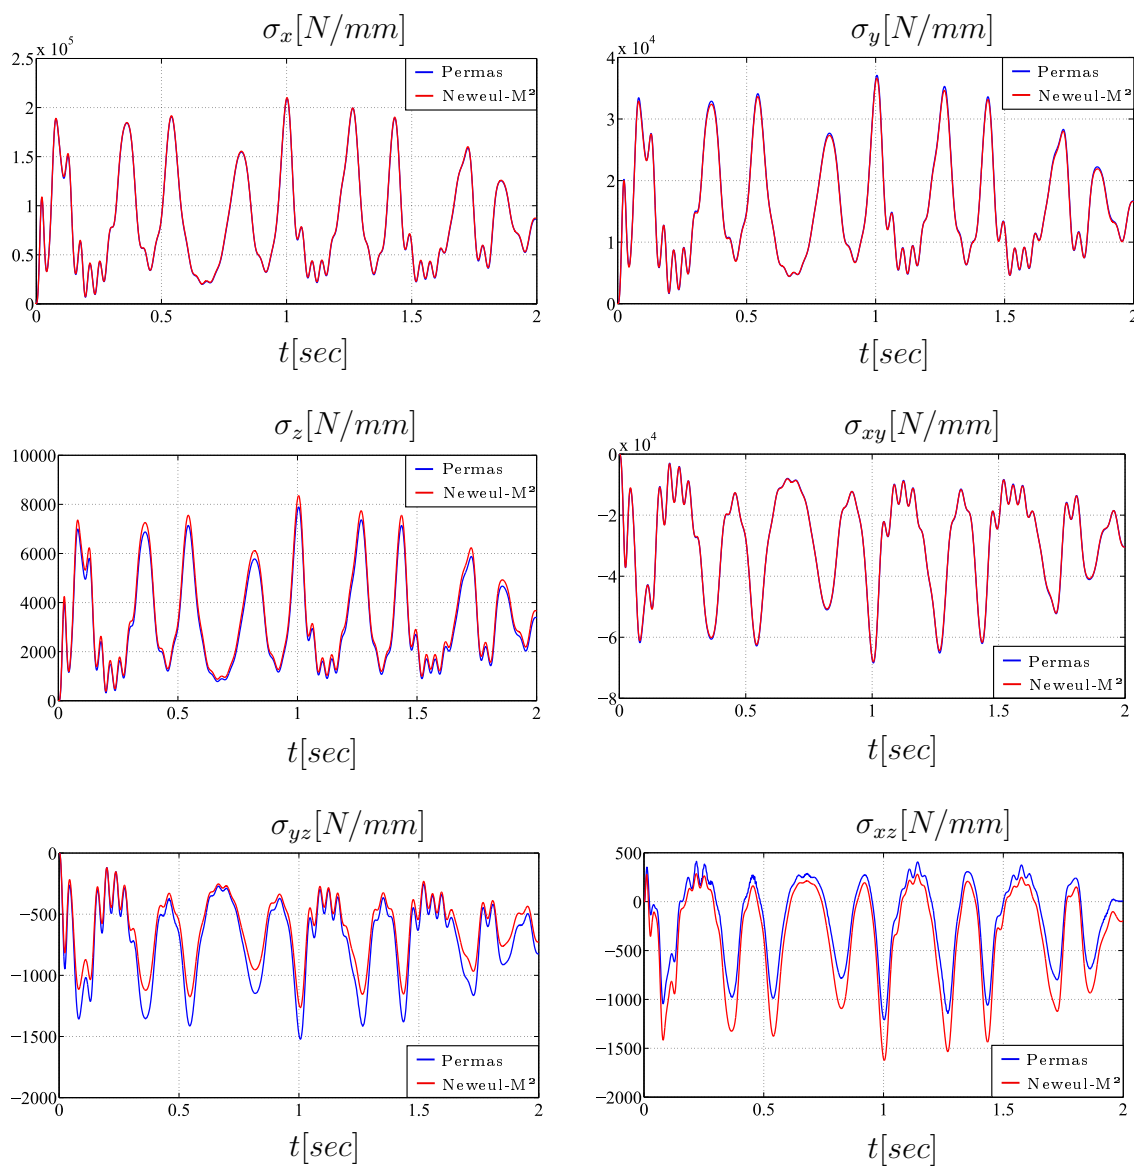 σx[N/mm]
x 10⁵
2.5
2
1.5
1
0.5
0
0 0.5 1 1.5 2
Permas
Neweul-M²
t[sec]
σy[N/mm]
x 10⁴
4
3
2
1
0
0 0.5 1 1.5 2
Permas
Neweul-M²
t[sec]
σz[N/mm]
10000
8000
6000
4000
2000
0
0 0.5 1 1.5 2
Permas
Neweul-M²
t[sec]
σxy[N/mm]
x 10⁴
0
−2
−4
−6
−8
0 0.5 1 1.5 2
Permas
Neweul-M²
t[sec]
σyz[N/mm]
0
−500
−1000
−1500
−2000
0 0.5 1 1.5 2
Permas
Neweul-M²
t[sec]
σxz[N/mm]
500
0
−500
−1000
−1500
−2000
0 0.5 1 1.5 2
Permas
Neweul-M²
t[sec]